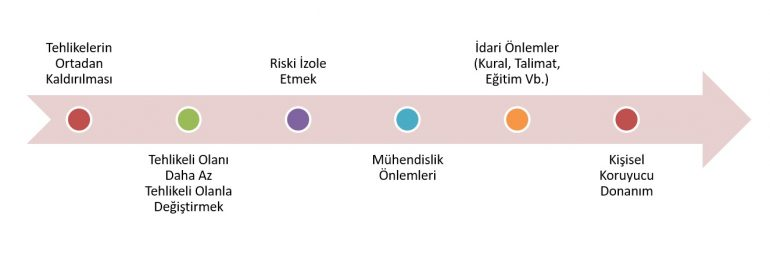 Tehlikelerin
Ortadan
Kaldırılması
Tehlikeli Olanı
Daha Az
Tehlikeli Olanla
Değiştirmek
Riski İzole
Etmek
Mühendislik
Önlemleri
İdari Önlemler
(Kural, Talimat,
Eğitim Vb.)
Kişisel
Koruyucu
Donanım